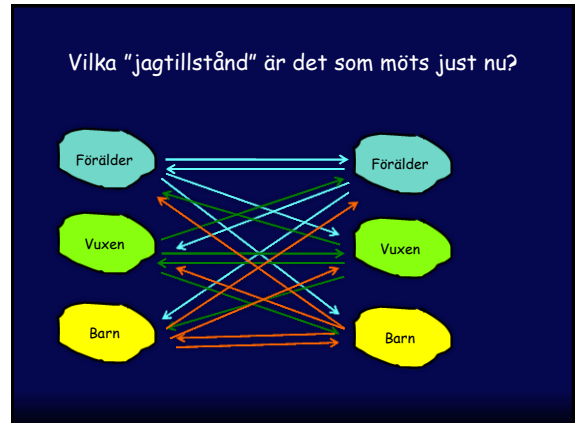 Vilka ”jagtillstånd” är det som möts just nu?
Förälder
Förälder
Vuxen
Vuxen
Barn
Barn